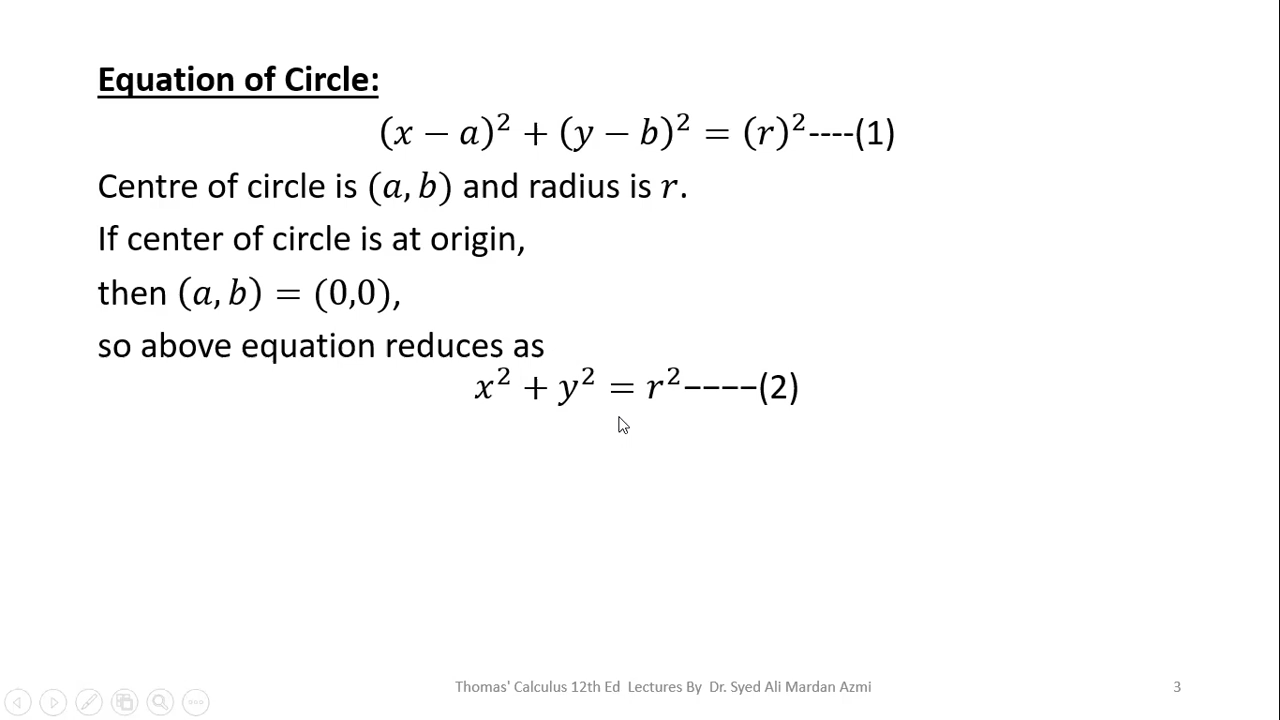 Equation of Circle:
(x − a)² + (y − b)² = (r)²----(1)
Centre of circle is (a, b) and radius is r.
If center of circle is at origin,
then (a, b) = (0,0),
so above equation reduces as
x² + y² = r²−−−−(2)
Thomas' Calculus 12th Ed Lectures By Dr. Syed Ali Mardan Azmi
3